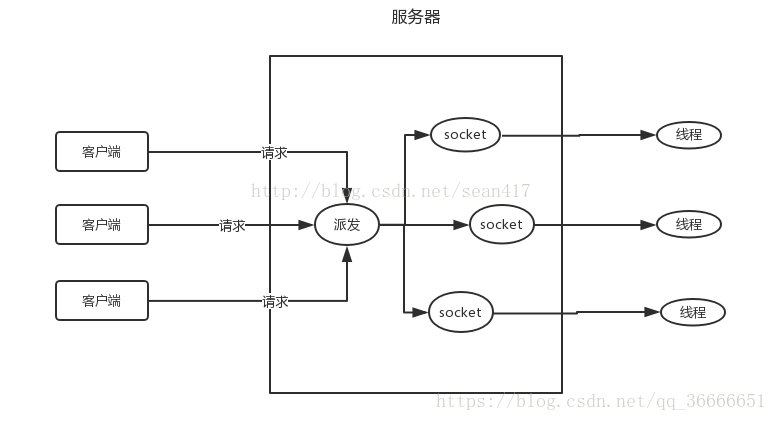 服务器
socket
线程
客户端
请求
http://blog.csdn.net/sean417
客户端
请求
派发
socket
线程
客户端
请求
socket
线程
https://blog.csdn.net/qq_36666651